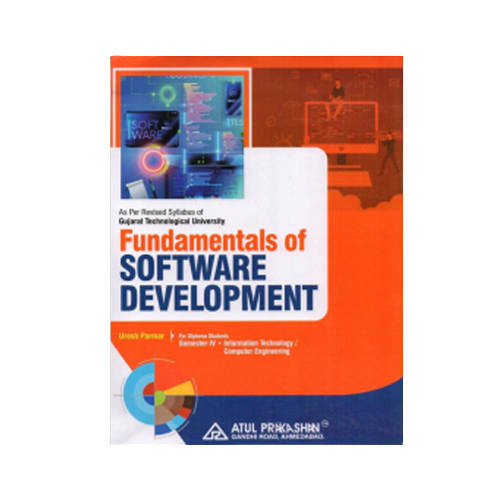 SOFT
WARE
As Per Revised Syllabus of
Gujarat Technological University
Fundamentals of
SOFTWARE
DEVELOPMENT
Uresh Parmar
For Diploma Students
Semester-IV • Information Technology /
Computer Engineering
ATUL PRAKASHAN
GANDHI ROAD, AHMEDABAD.